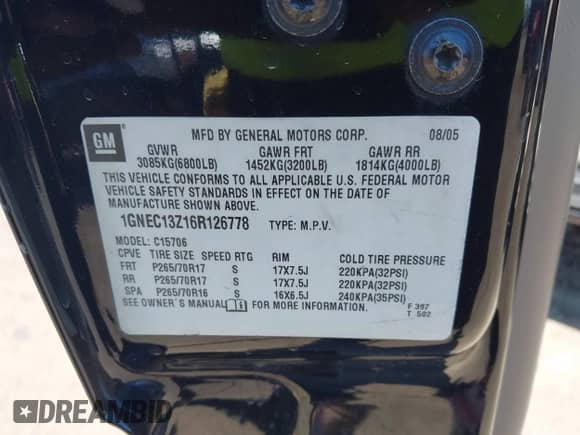 GM
MFD BY GENERAL MOTORS CORP. 08/05
GVWR GAWR FRT GAWR RR
3085KG(6800LB) 1452KG(3200LB) 1814KG(4000LB)
THIS VEHICLE CONFORMS TO ALL APPLICABLE U.S. FEDERAL MOTOR
VEHICLE SAFETY STANDARDS IN EFFECT ON THE DATE OF
MANUFACTURE SHOWN ABOVE.
1GNEC13Z16R126778 TYPE: M.P.V.
MODEL: C15706
CPVE TIRE SIZE SPEED RTG RIM COLD TIRE PRESSURE
FRT P265/70R17 S 17X7.5J 220KPA(32PSI)
RR P265/70R17 S 17X7.5J 220KPA(32PSI)
SPA P265/70R16 S 16X6.5J 240KPA(35PSI)
SEE OWNER'S MANUAL i FOR MORE INFORMATION.
F 397
T 502
DREAMBID